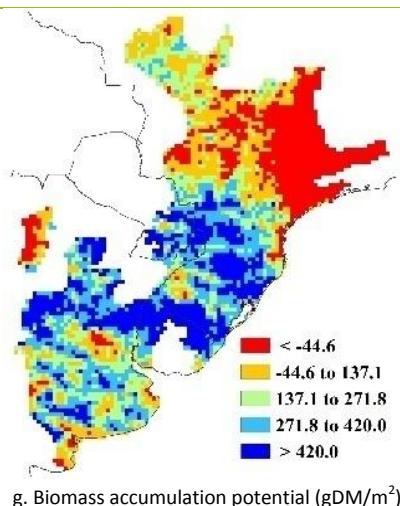 < -44.6
-44.6 to 137.1
137.1 to 271.8
271.8 to 420.0
> 420.0
g. Biomass accumulation potential (gDM/m²)